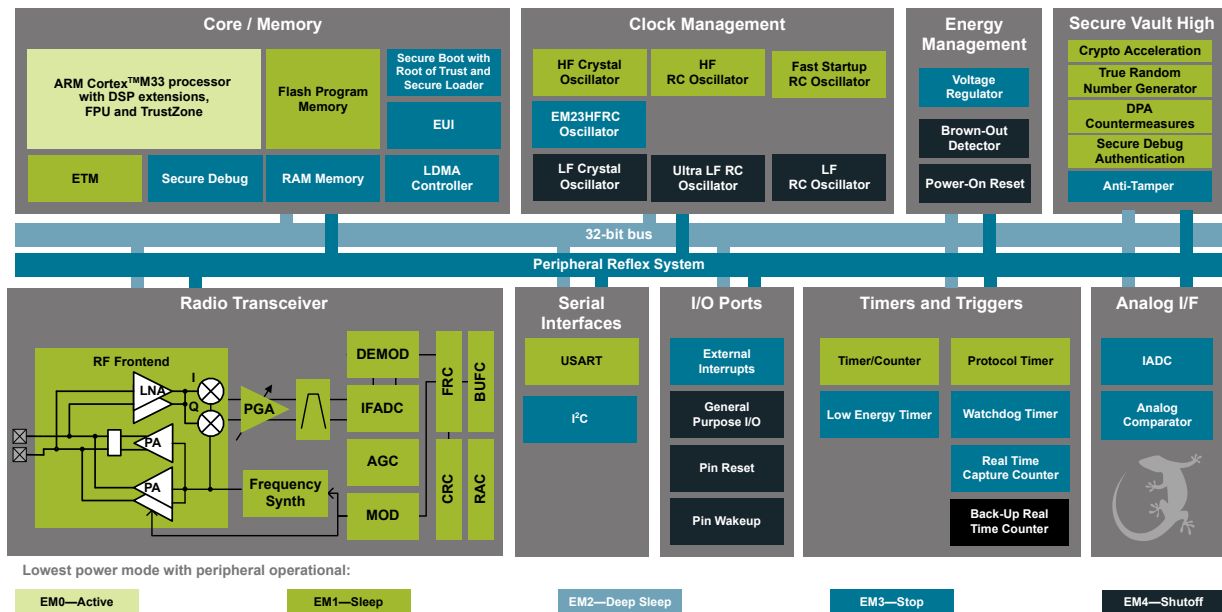 Core / Memory
ARM Cortex™M33 processor
with DSP extensions,
FPU and TrustZone
Flash Program
Memory
Secure Boot with
Root of Trust and
Secure Loader
EUI
ETM
Secure Debug
RAM Memory
LDMA
Controller
Clock Management
HF Crystal
Oscillator
HF
RC Oscillator
Fast Startup
RC Oscillator
EM23HFRC
Oscillator
LF Crystal
Oscillator
Ultra LF RC
Oscillator
LF
RC Oscillator
Energy
Management
Voltage
Regulator
Brown-Out
Detector
Power-On Reset
Secure Vault High
Crypto Acceleration
True Random
Number Generator
DPA
Countermeasures
Secure Debug
Authentication
Anti-Tamper
32-bit bus
Peripheral Reflex System
Radio Transceiver
RF Frontend
LNA
I
Q
PA
PA
PGA
Frequency
Synth
DEMOD
IFADC
AGC
MOD
FRC
BUFC
CRC
RAC
Serial
Interfaces
USART
I²C
I/O Ports
External
Interrupts
General
Purpose I/O
Pin Reset
Pin Wakeup
Timers and Triggers
Timer/Counter
Protocol Timer
Low Energy Timer
Watchdog Timer
Real Time
Capture Counter
Back-Up Real
Time Counter
Analog I/F
IADC
Analog
Comparator
Lowest power mode with peripheral operational:
EM0—Active
EM1—Sleep
EM2—Deep Sleep
EM3—Stop
EM4—Shutoff